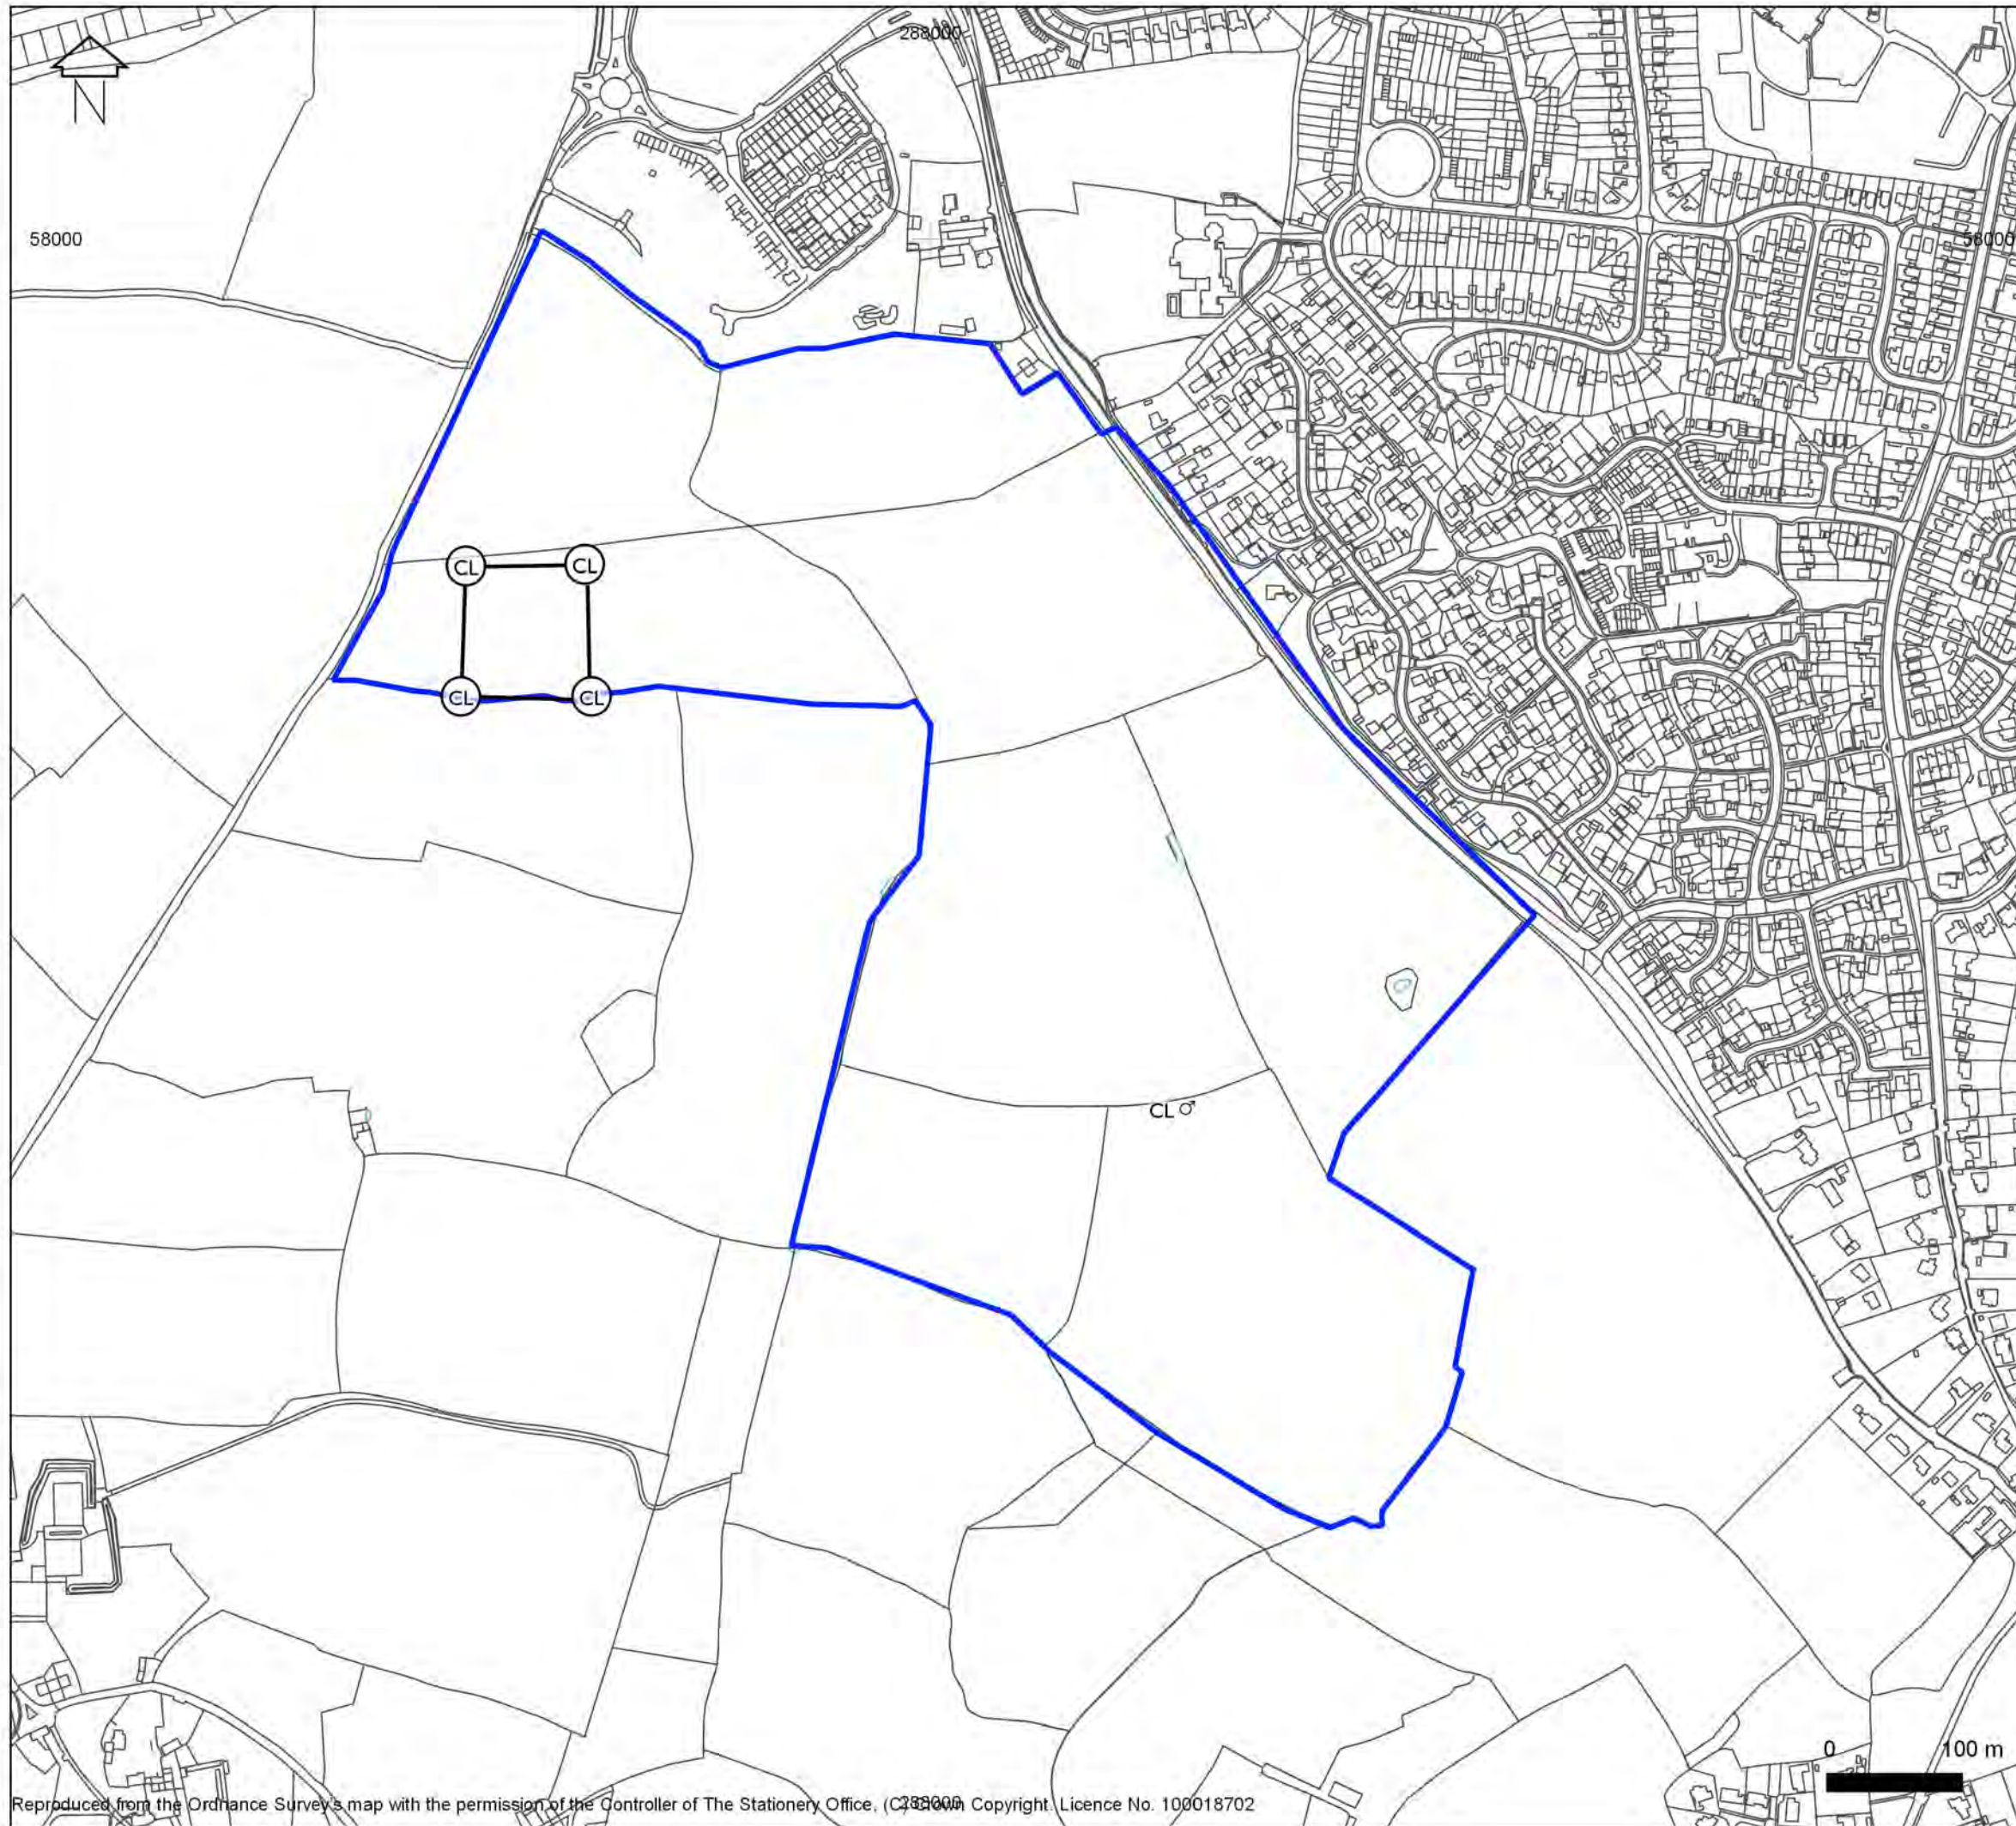 288000
N
58000
58000
CL CL
CL CL
CL ♂
0 100 m
Reproduced from the Ordnance Survey's map with the permission of the Controller of The Stationery Office, (C) Crown Copyright. Licence No. 100018702
288000